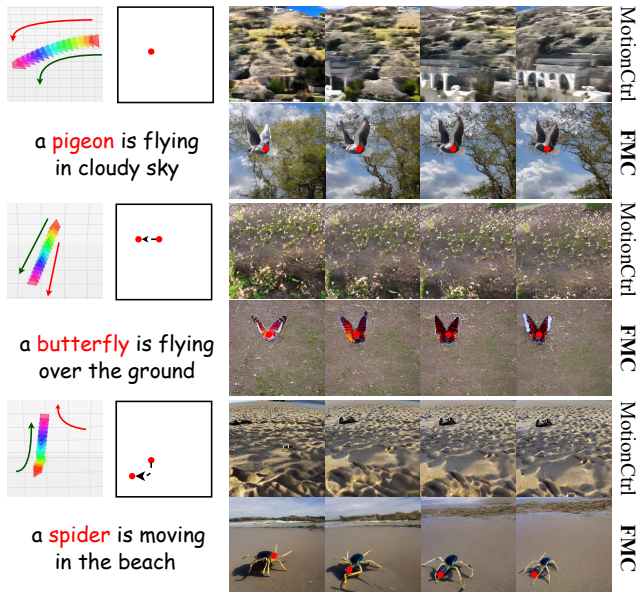 MotionCtrl
a pigeon is flying
in cloudy sky
FMC
MotionCtrl
a butterfly is flying
over the ground
FMC
MotionCtrl
a spider is moving
in the beach
FMC